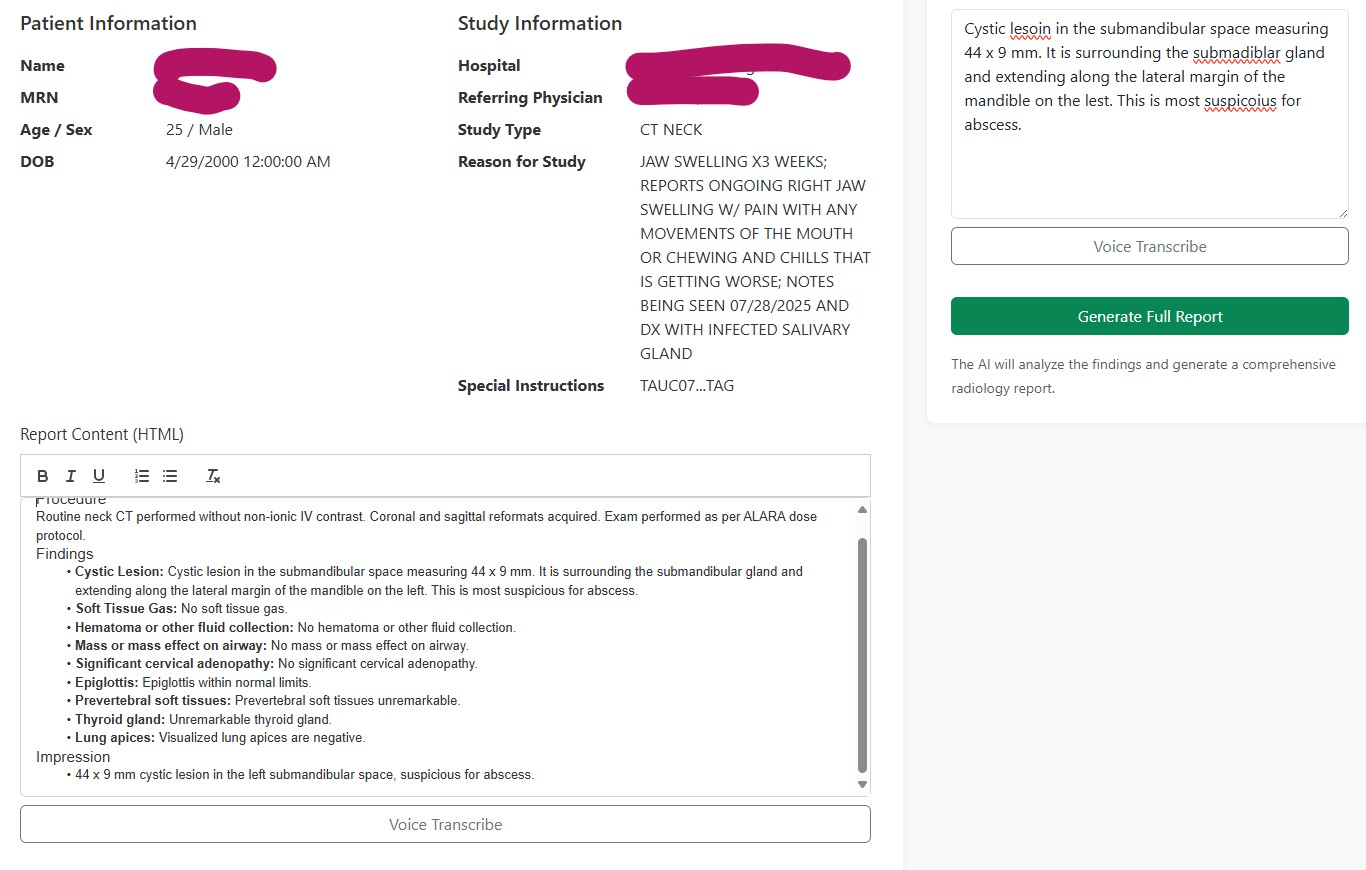 Patient Information
Name
MRN
Age / Sex 25 / Male
DOB 4/29/2000 12:00:00 AM
Study Information
Hospital
Referring Physician
Study Type CT NECK
Reason for Study JAW SWELLING X3 WEEKS;
REPORTS ONGOING RIGHT JAW
SWELLING W/ PAIN WITH ANY
MOVEMENTS OF THE MOUTH
OR CHEWING AND CHILLS THAT
IS GETTING WORSE; NOTES
BEING SEEN 07/28/2025 AND
DX WITH INFECTED SALIVARY
GLAND
Special Instructions TAUC07...TAG
Report Content (HTML)
B I U
Procedure
Routine neck CT performed without non-ionic IV contrast. Coronal and sagittal reformats acquired. Exam performed as per ALARA dose
protocol.
Findings
• Cystic Lesion: Cystic lesion in the submandibular space measuring 44 x 9 mm. It is surrounding the submandibular gland and
extending along the lateral margin of the mandible on the left. This is most suspicious for abscess.
• Soft Tissue Gas: No soft tissue gas.
• Hematoma or other fluid collection: No hematoma or other fluid collection.
• Mass or mass effect on airway: No mass or mass effect on airway.
• Significant cervical adenopathy: No significant cervical adenopathy.
• Epiglottis: Epiglottis within normal limits.
• Prevertebral soft tissues: Prevertebral soft tissues unremarkable.
• Thyroid gland: Unremarkable thyroid gland.
• Lung apices: Visualized lung apices are negative.
Impression
• 44 x 9 mm cystic lesion in the left submandibular space, suspicious for abscess.
Voice Transcribe
Cystic lesoin in the submandibular space measuring
44 x 9 mm. It is surrounding the submadiblar gland
and extending along the lateral margin of the
mandible on the lest. This is most suspicoius for
abscess.
Voice Transcribe
Generate Full Report
The AI will analyze the findings and generate a comprehensive
radiology report.